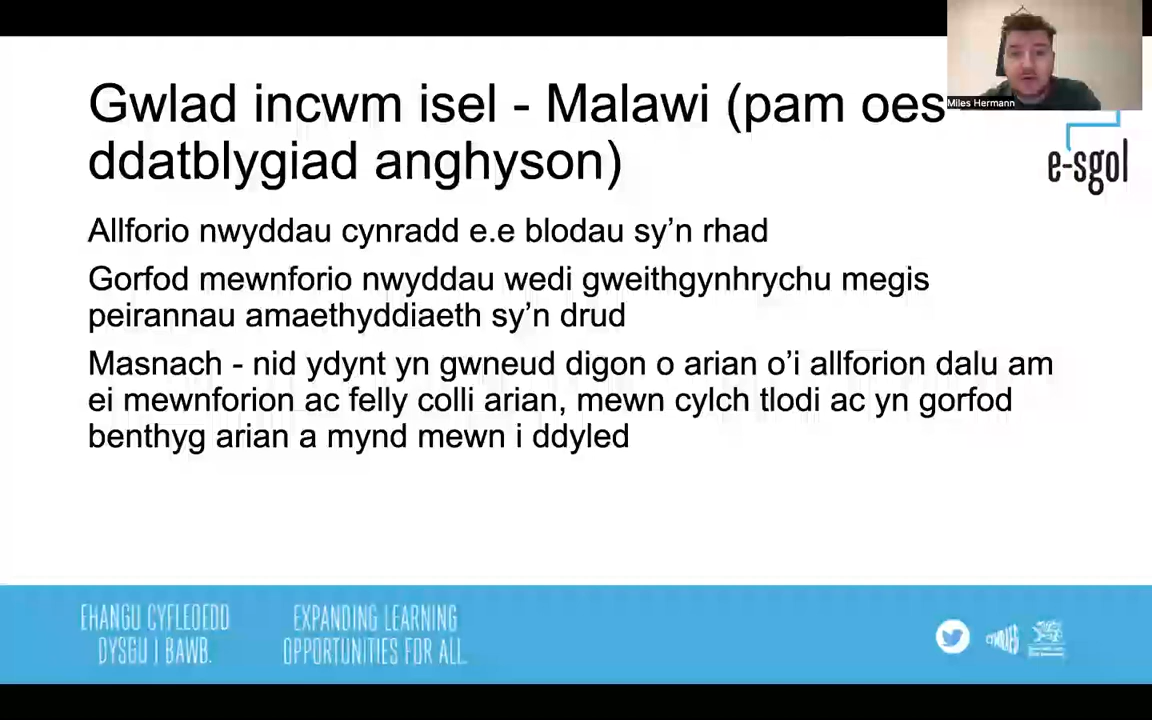 Gwlad incwm isel - Malawi (pam oes
ddatblygiad anghyson)
Miles Hermann
e-sgol
Allforio nwyddau cynradd e.e blodau sy’n rhad
Gorfod mewnforio nwyddau wedi gweithgynhrychu megis
peirannau amaethyddiaeth sy’n drud
Masnach - nid ydynt yn gwneud digon o arian o’i allforion dalu am
ei mewnforion ac felly colli arian, mewn cylch tlodi ac yn gorfod
benthyg arian a mynd mewn i ddyled
EHANGU CYFLEOEDD
DYSGU I BAWB.
EXPANDING LEARNING
OPPORTUNITIES FOR ALL.